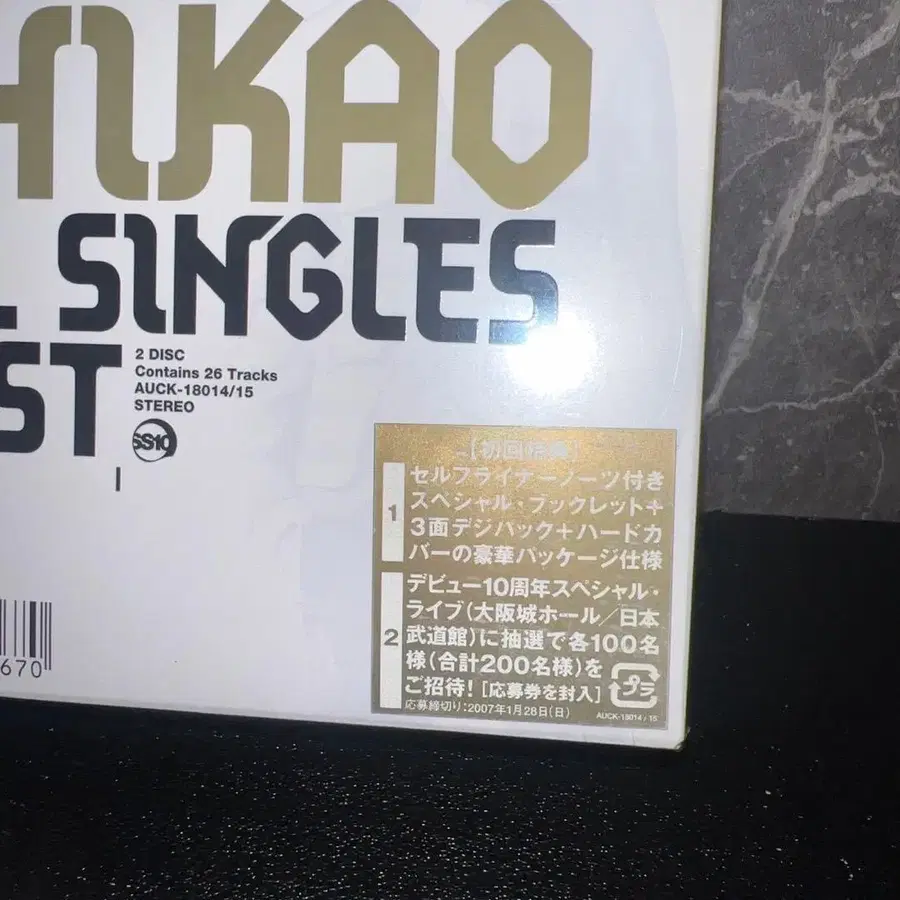 HIKAO
SINGLES
ST
2 DISC
Contains 26 Tracks
AUCK-18014/15
STEREO
SS10
670
【初回特典】
1
セルフライナーノーツ付き
スペシャル・ブックレット＋
3面デジパック＋ハードカ
バーの豪華パッケージ仕様
2
デビュー10周年スペシャル・
ライブ（大阪城ホール／日本
武道館）に抽選で各100名
様（合計200名様）を
ご招待！［応募券を封入］
プラ
応募締切り：2007年1月28日（日）
AUCK-18014 / 15